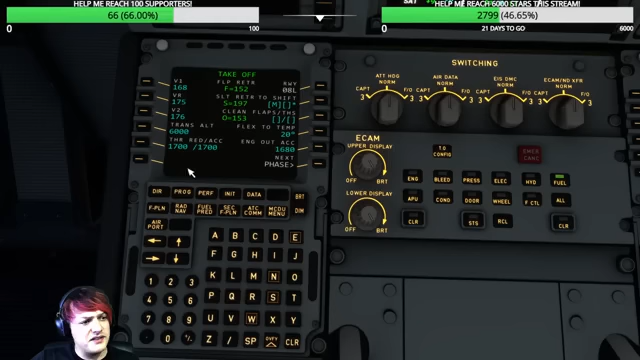 HELP ME REACH 100 SUPPORTERS!
66 (66.00%)
0 100
HELP ME REACH 6000 STARS THIS STREAM!
2799 (46.65%)
0 21 DAYS TO GO 6000
TAKE OFF
V1 FLP RETR RWY
168 F=152 08L
VR SLT RETR TO SHIFT
175 S=197 [M][]*
V2 CLEAN FLAPS/THS
176 O=153 []/[]
TRANS ALT FLEX TO TEMP
6000 20°
THR RED/ACC ENG OUT ACC
1700/1700 1680
NEXT
PHASE>
DIR PROG PERF INIT DATA BRT
F-PLN RAD NAV FUEL PRED SEC F-PLN ATC COMM MCDU MENU DIM
AIR PORT
A B C D E
F G H I J
K L M N O
P Q R S T
U V W X Y
Z / SP OVFY CLR
1 2 3
4 5 6
7 8 9
. 0 +/-
SWITCHING
ATT HDG AIR DATA EIS DMC ECAM/ND XFR
NORM NORM NORM NORM
CAPT 3 F/O 3 CAPT 3 F/O 3 CAPT 3 F/O 3 CAPT F/O
ECAM
UPPER DISPLAY
OFF BRT
LOWER DISPLAY
OFF BRT
T.O CONFIG
EMER CANC
ENG BLEED PRESS ELEC HYD FUEL
APU COND DOOR WHEEL F CTL ALL
CLR STS RCL CLR